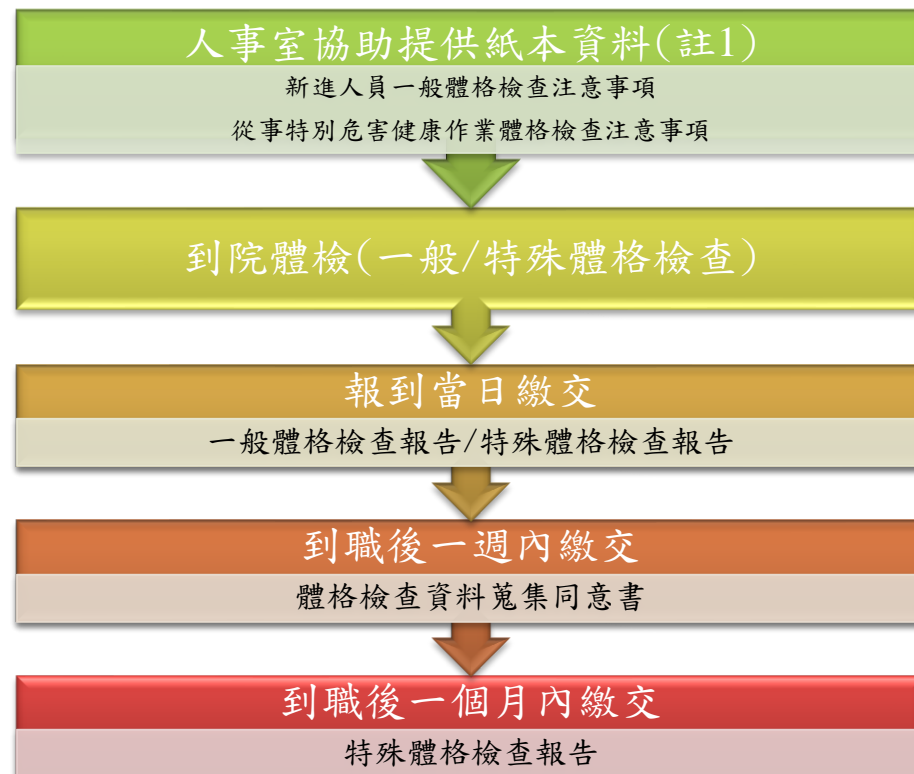 人事室協助提供紙本資料(註1)
新進人員一般體格檢查注意事項
從事特別危害健康作業體格檢查注意事項
到院體檢(一般/特殊體格檢查)
報到當日繳交
一般體格檢查報告/特殊體格檢查報告
到職後一週內繳交
體格檢查資料蒐集同意書
到職後一個月內繳交
特殊體格檢查報告